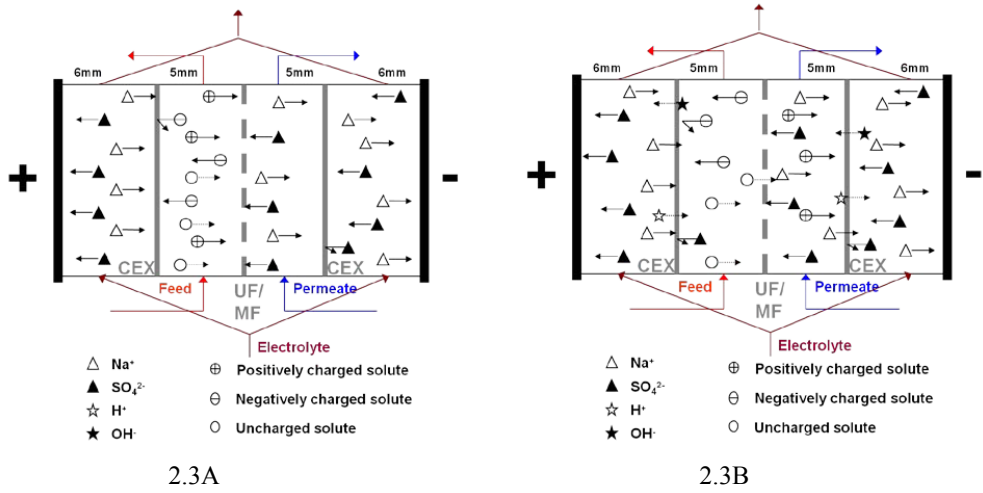 6mm 5mm 5mm 6mm
+ -
CEX CEX
Feed UF/ Permeate
MF
Electrolyte
Na⁺ Positively charged solute
SO₄²⁻ Negatively charged solute
H⁺ Uncharged solute
OH⁻
2.3A
6mm 5mm 5mm 6mm
+ -
CEX CEX
Feed UF/ Permeate
MF
Electrolyte
Na⁺ Positively charged solute
SO₄²⁻ Negatively charged solute
H⁺ Uncharged solute
OH⁻
2.3B